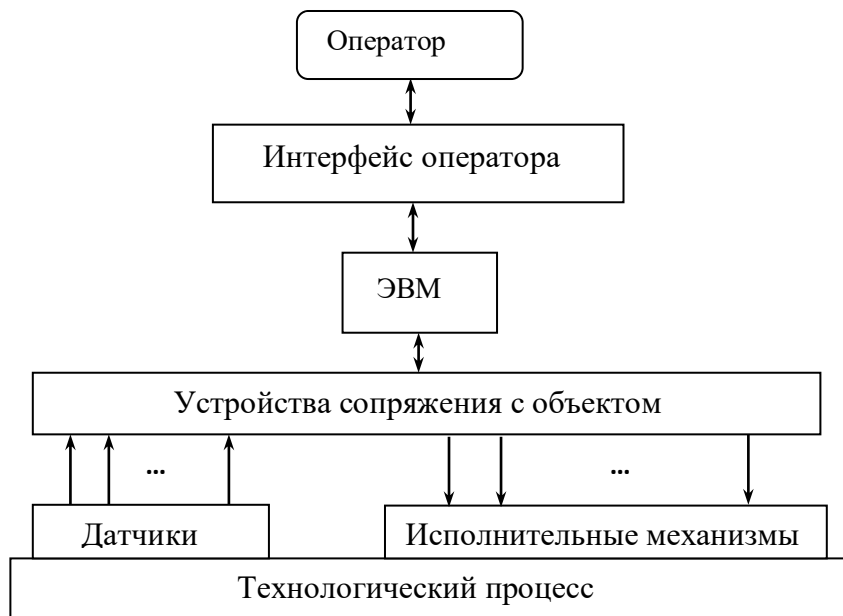 Оператор
Интерфейс оператора
ЭВМ
Устройства сопряжения с объектом
... ...
Датчики Исполнительные механизмы
Технологический процесс